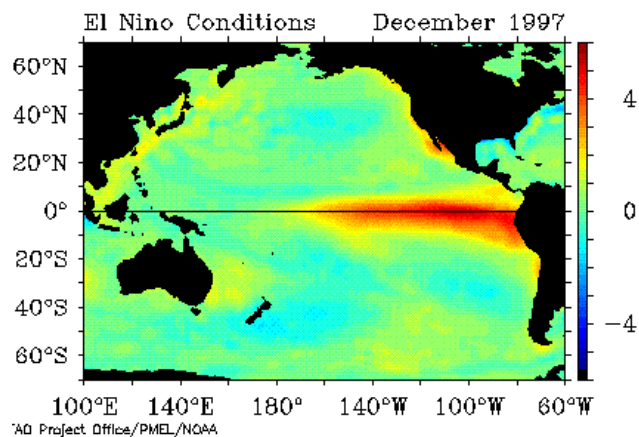 El Nino Conditions December 1997
60°N
40°N
20°N
0°
20°S
40°S
60°S
4
0
−4
100°E 140°E 180° 140°W 100°W 60°W
TAO Project Office/PMEL/NOAA